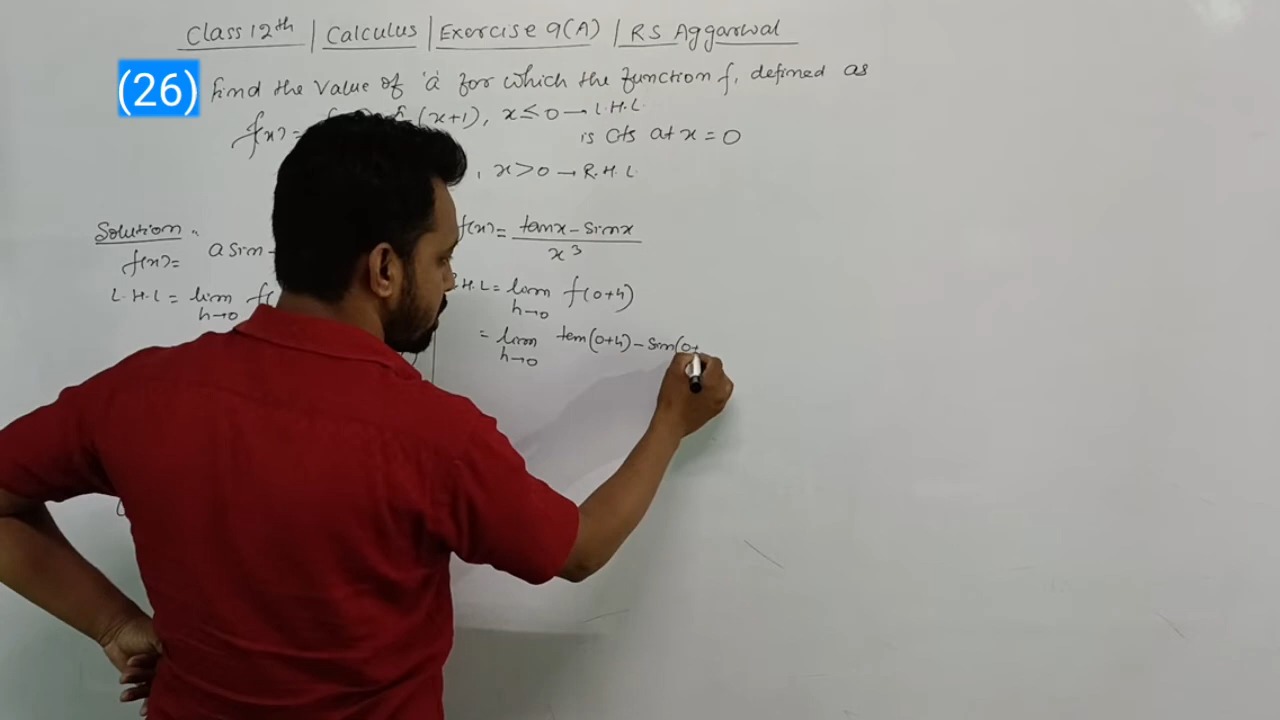 Class 12th | Calculus | Exercise 9(A) | RS Aggarwal
(26) Find the value of 'a' for which the function f, defined as
f(x) = (x+1), x ≤ 0 → L.H.L.
is Cts at x = 0
, x > 0 → R.H.L.
Solution
f(x) = a sin
L.H.L = lim h→0 f(
f(x) = tanx - sinx / x³
H.L = lim h→0 f(0+h)
= lim h→0 tan(0+h) - sin(0+